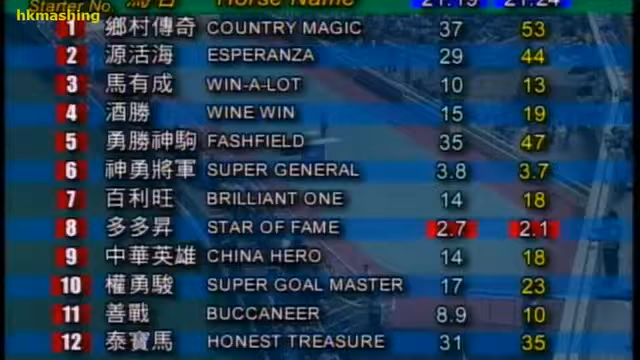 hkmashing
Starter No. 馬名 Horse Name 21:19 21:24
1 鄉村傳奇 COUNTRY MAGIC 37 53
2 源活海 ESPERANZA 29 44
3 馬有成 WIN-A-LOT 10 13
4 酒勝 WINE WIN 15 19
5 勇勝神駒 FASHFIELD 35 47
6 神勇將軍 SUPER GENERAL 3.8 3.7
7 百利旺 BRILLIANT ONE 14 18
8 多多昇 STAR OF FAME 2.7 2.1
9 中華英雄 CHINA HERO 14 18
10 權勇駿 SUPER GOAL MASTER 17 23
11 善戰 BUCCANEER 8.9 10
12 泰寶馬 HONEST TREASURE 31 35